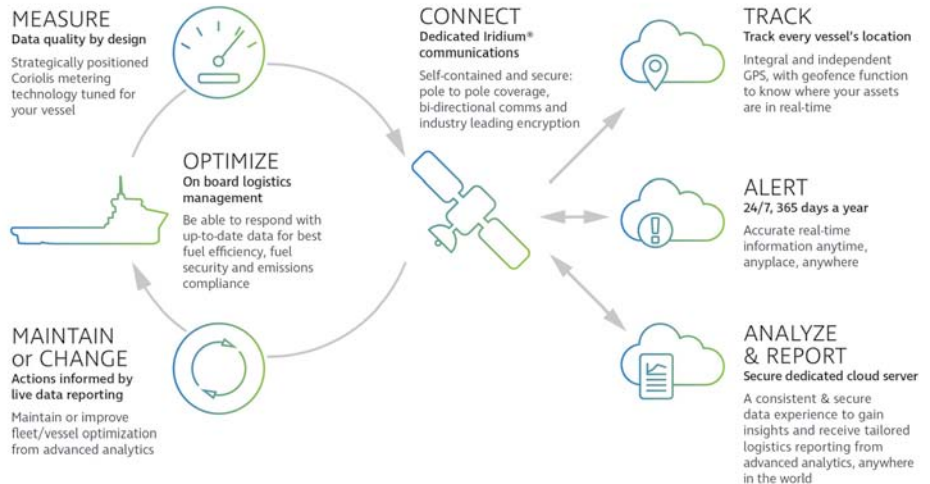 MEASURE
Data quality by design
Strategically positioned
Coriolis metering
technology tuned for
your vessel
OPTIMIZE
On board logistics
management
Be able to respond with
up-to-date data for best
fuel efficiency, fuel
security and emissions
compliance
MAINTAIN
or CHANGE
Actions informed by
live data reporting
Maintain or improve
fleet/vessel optimization
from advanced analytics
CONNECT
Dedicated Iridium®
communications
Self-contained and secure:
pole to pole coverage,
bi-directional comms and
industry leading encryption
TRACK
Track every vessel's location
Integral and independent
GPS, with geofence function
to know where your assets
are in real-time
ALERT
24/7, 365 days a year
Accurate real-time
information anytime,
anyplace, anywhere
ANALYZE
& REPORT
Secure dedicated cloud server
A consistent & secure
data experience to gain
insights and receive tailored
logistics reporting from
advanced analytics, anywhere
in the world